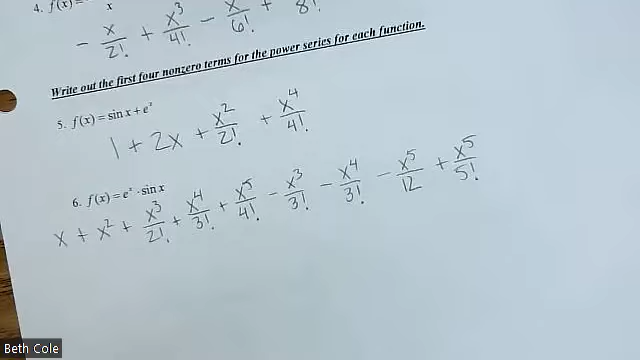 4. f(x) =
x
- x/2! + x³/4! - x/6! + 8!
Write out the first four nonzero terms for the power series for each function.
5. f(x) = sin x + eˣ
1 + 2x + x²/2! + x⁴/4!
6. f(x) = eˣ · sin x
x + x² + x³/2! + x⁴/3! + x⁵/4! - x³/3! - x⁴/3! - x⁵/12 + x⁵/5!
Beth Cole